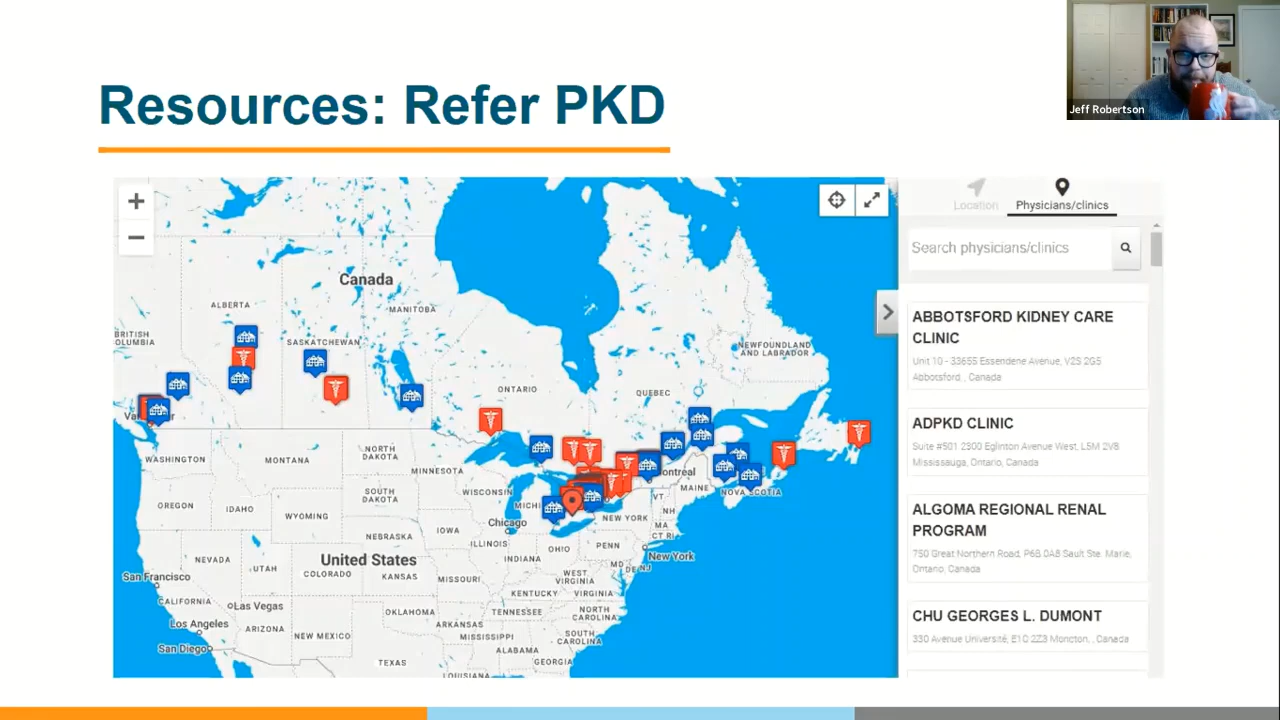 Resources: Refer PKD
Jeff Robertson
Location
Physicians/clinics
Search physicians/clinics
ABBOTSFORD KIDNEY CARE
CLINIC
Unit 10 - 33655 Essendene Avenue, V2S 2G5
Abbotsford, , Canada
ADPKD CLINIC
Suite #501 2300 Eglinton Avenue West, L5M 2V8
Mississauga, Ontario, Canada
ALGOMA REGIONAL RENAL
PROGRAM
750 Great Northern Road, P6B 0A8 Sault Ste. Marie,
Ontario, Canada
CHU GEORGES L. DUMONT
330 Avenue Université, E1C 2Z3 Moncton, , Canada
Canada
ALBERTA
MANITOBA
BRITISH
COLUMBIA
SASKATCHEWAN
NEWFOUNDLAND
AND LABRADOR
ONTARIO
QUEBEC
WASHINGTON
MONTANA
NORTH
DAKOTA
MINNESOTA
MAINE
NOVA SCOTIA
OREGON
IDAHO
SOUTH
DAKOTA
WISCONSIN
VT
NH
WYOMING
IOWA
Chicago
NEW YORK
MA
CT RI
NEBRASKA
ILLINOIS
INDIANA
OHIO
PENN
New York
NEVADA
UTAH
United States
COLORADO
KANSAS
MISSOURI
WEST
VIRGINIA
MD
DE
NJ
San Francisco
CALIFORNIA
Las Vegas
KENTUCKY
VIRGINIA
Los Angeles
ARIZONA
NEW MEXICO
OKLAHOMA
ARKANSAS
TENNESSEE
NORTH
CAROLINA
San Diego
TEXAS
MISSISSIPPI
ALABAMA
SOUTH
CAROLINA
GEORGIA